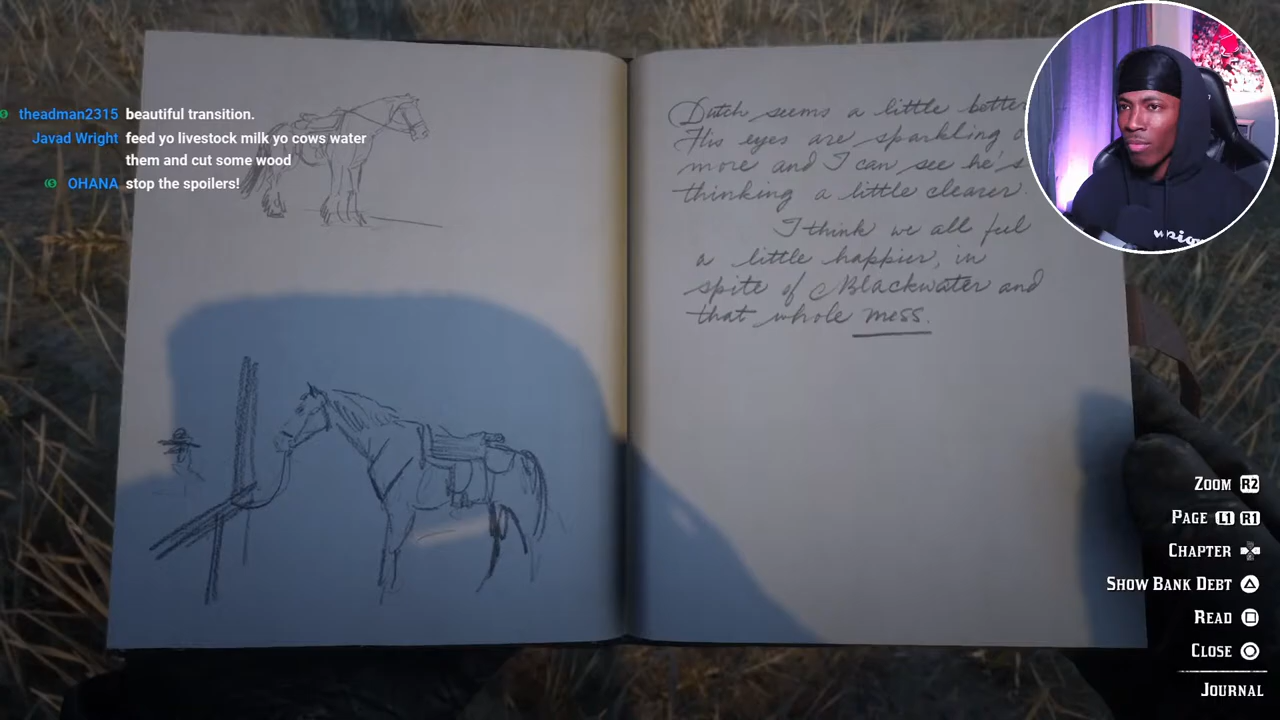 theadman2315 beautiful transition.
Javad Wright feed yo livestock milk yo cows water
them and cut some wood
OHANA stop the spoilers!
Dutch seems a little better
His eyes are sparkling
more and I can see he's
thinking a little clearer.
I think we all feel
a little happier, in
spite of Blackwater and
that whole mess.
ZOOM R2
PAGE L1 R1
CHAPTER
SHOW BANK DEBT
READ
CLOSE
JOURNAL